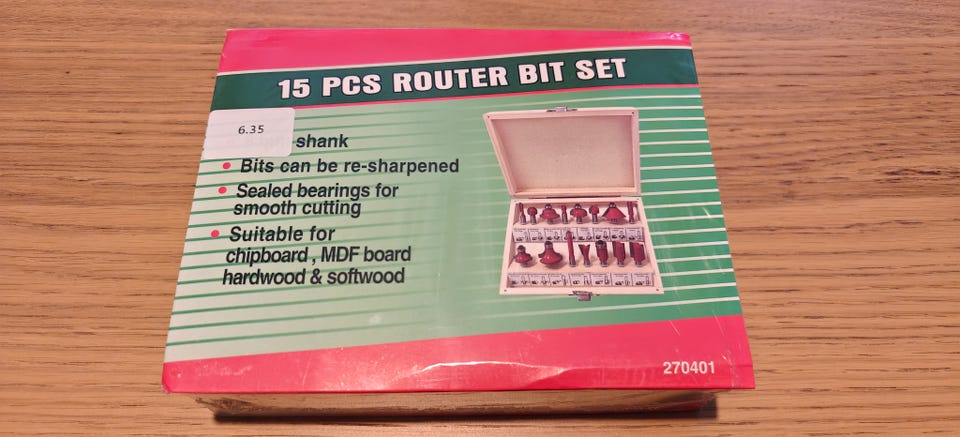 15 PCS ROUTER BIT SET
6.35
shank
Bits can be re-sharpened
Sealed bearings for
smooth cutting
Suitable for
chipboard , MDF board
hardwood & softwood
270401